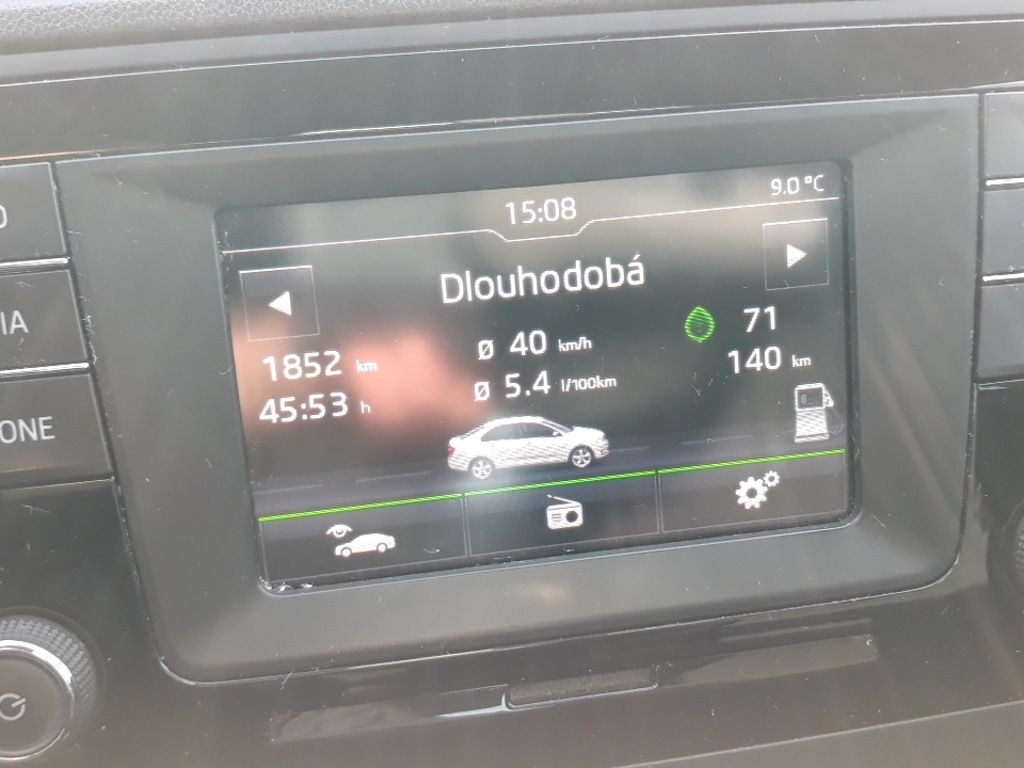 15:08
9.0 °C
Dlouhodobá
1852 km
ø 40 km/h
71
45:53 h
ø 5.4 l/100km
140 km
IA
ONE